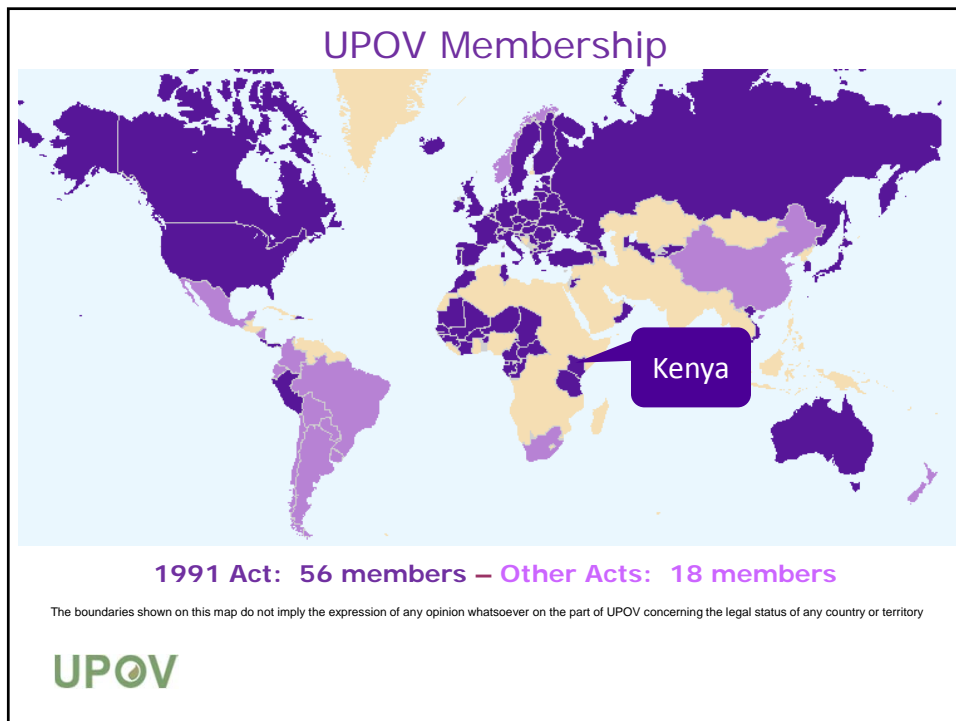 UPOV Membership
Kenya
1991 Act: 56 members – Other Acts: 18 members
The boundaries shown on this map do not imply the expression of any opinion whatsoever on the part of UPOV concerning the legal status of any country or territory
UPOV